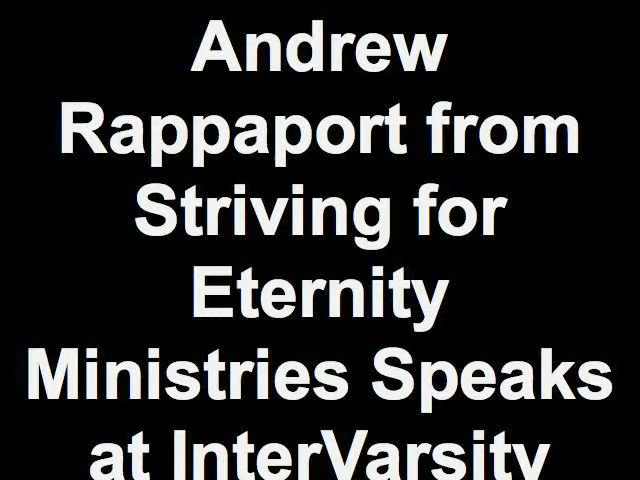 Andrew
Rappaport from
Striving for
Eternity
Ministries Speaks
at InterVarsity